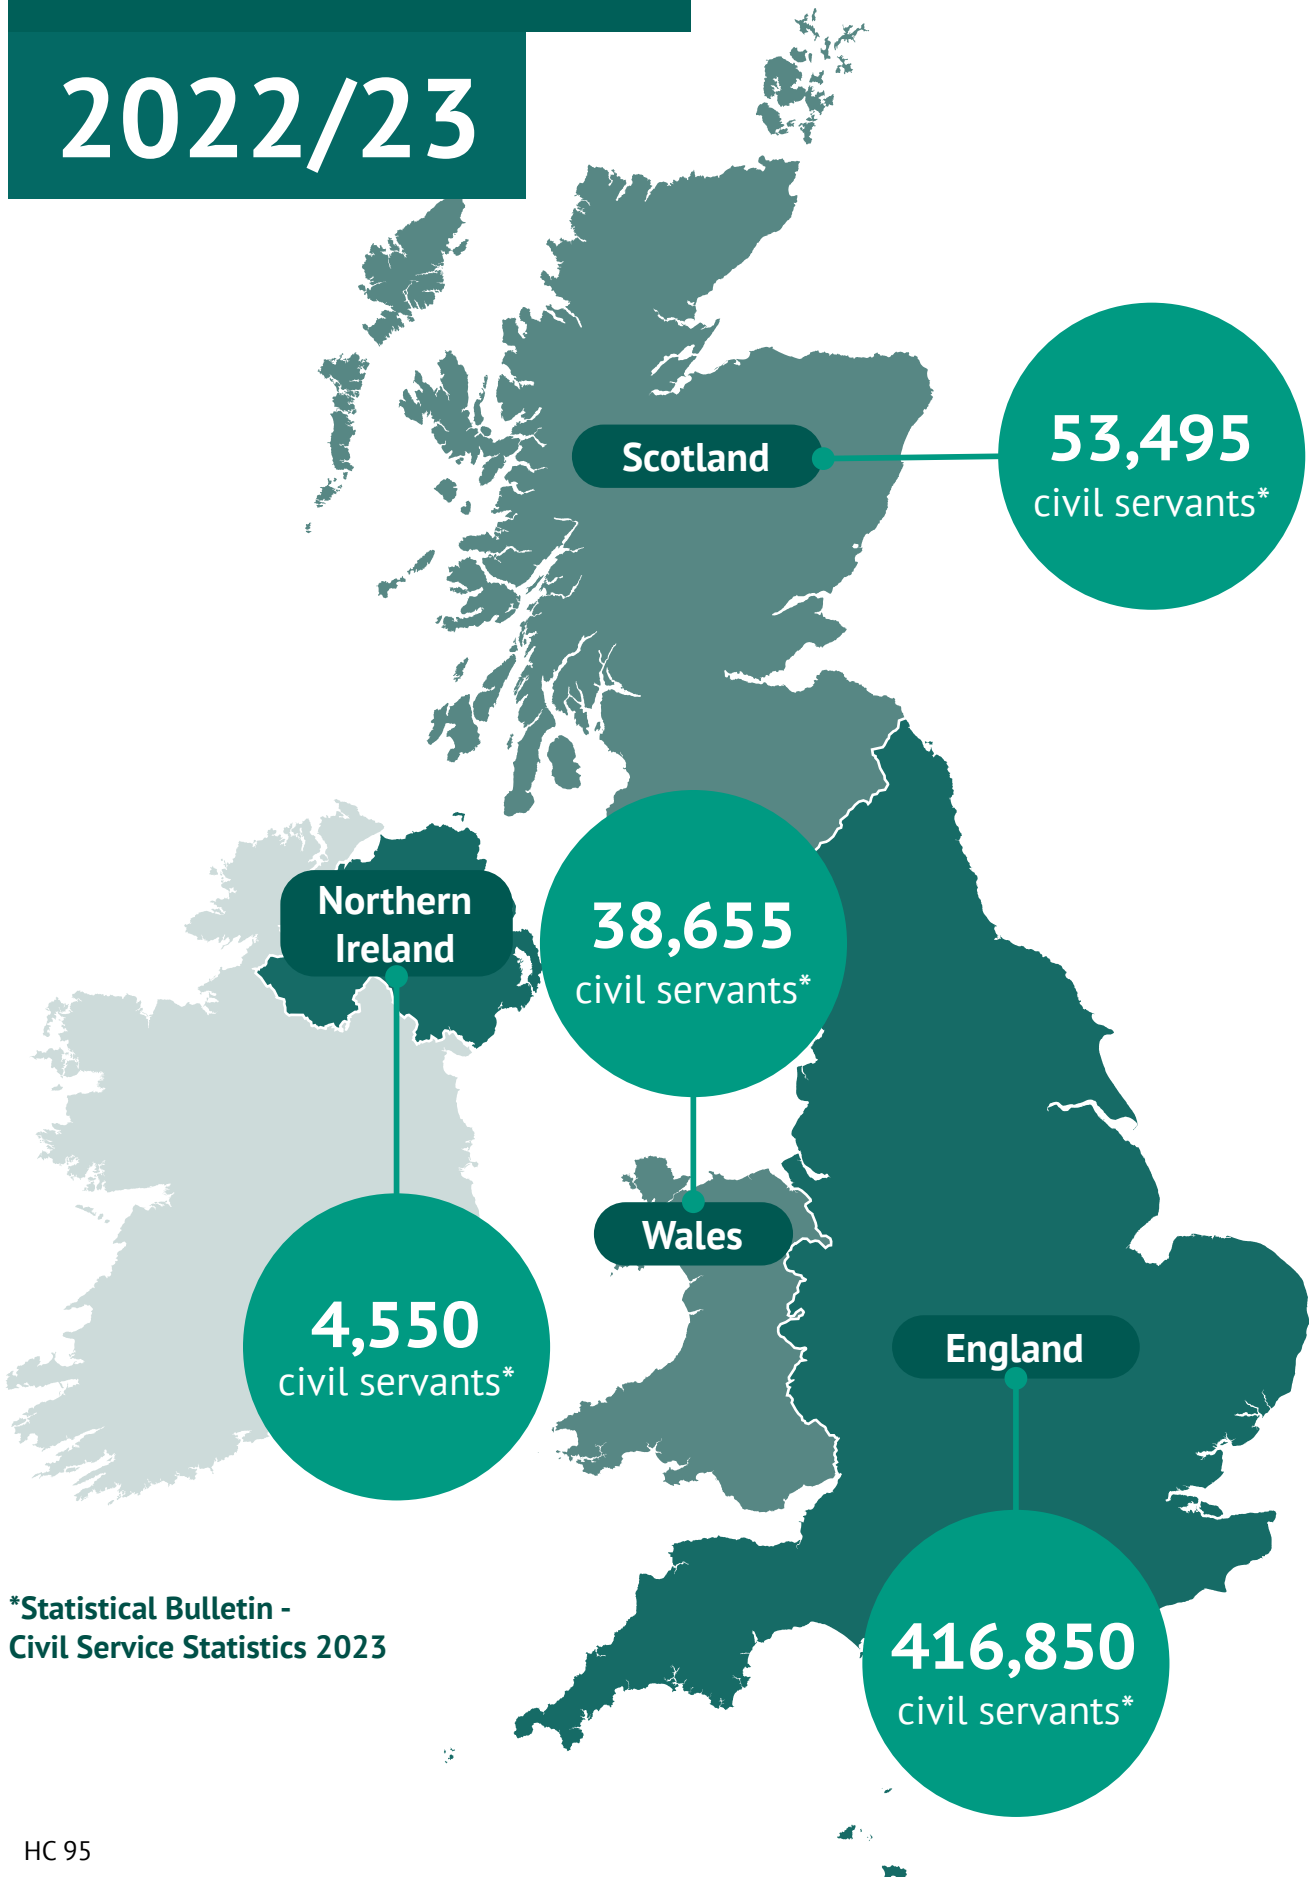 2022/23
Scotland
53,495
civil servants*
Northern
Ireland
38,655
civil servants*
Wales
4,550
civil servants*
England
*Statistical Bulletin -
Civil Service Statistics 2023
416,850
civil servants*
HC 95